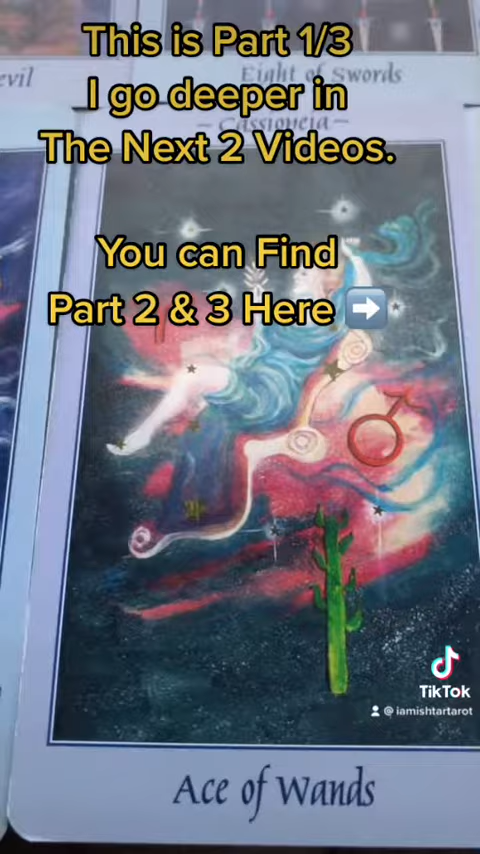 This is Part 1/3
evil
Eight of Swords
I go deeper in
– Cassiopeia –
The Next 2 Videos.
You can Find
Part 2 & 3 Here ➡️
TikTok
@iamishtartarot
Ace of Wands